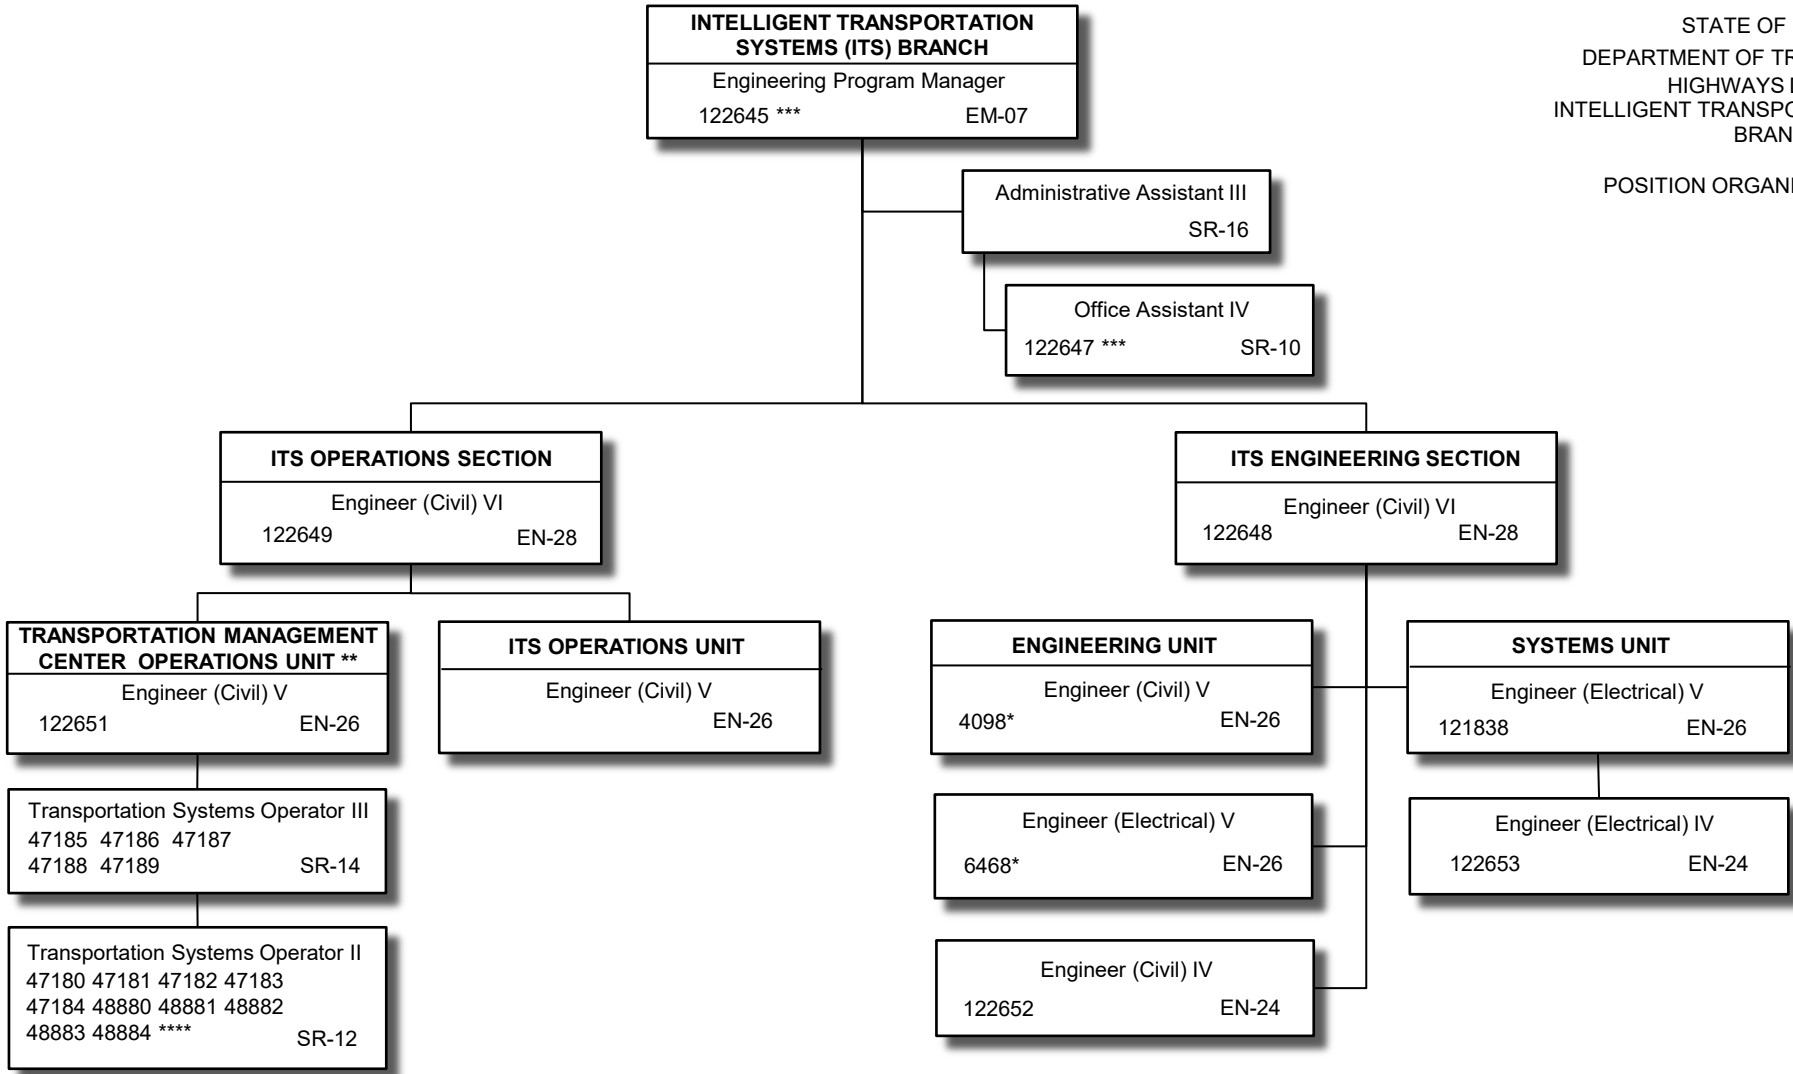 INTELLIGENT TRANSPORTATION
SYSTEMS (ITS) BRANCH
Engineering Program Manager
122645 *** EM-07
STATE OF
DEPARTMENT OF TR
HIGHWAYS
INTELLIGENT TRANSPO
BRAN
POSITION ORGANI
Administrative Assistant III
SR-16
Office Assistant IV
122647 *** SR-10
ITS OPERATIONS SECTION
Engineer (Civil) VI
122649 EN-28
ITS ENGINEERING SECTION
Engineer (Civil) VI
122648 EN-28
TRANSPORTATION MANAGEMENT
CENTER OPERATIONS UNIT **
Engineer (Civil) V
122651 EN-26
ITS OPERATIONS UNIT
Engineer (Civil) V
EN-26
ENGINEERING UNIT
Engineer (Civil) V
4098* EN-26
SYSTEMS UNIT
Engineer (Electrical) V
121838 EN-26
Transportation Systems Operator III
47185 47186 47187
47188 47189 SR-14
Engineer (Electrical) V
6468* EN-26
Engineer (Electrical) IV
122653 EN-24
Transportation Systems Operator II
47180 47181 47182 47183
47184 48880 48881 48882
48883 48884 **** SR-12
Engineer (Civil) IV
122652 EN-24